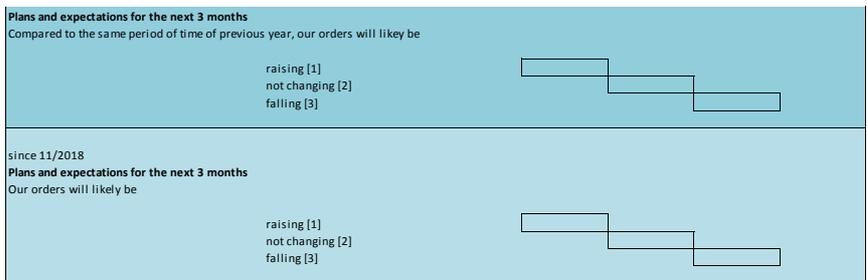 Plans and expectations for the next 3 months
Compared to the same period of time of previous year, our orders will likey be
raising [1]
not changing [2]
falling [3]
since 11/2018
Plans and expectations for the next 3 months
Our orders will likely be
raising [1]
not changing [2]
falling [3]